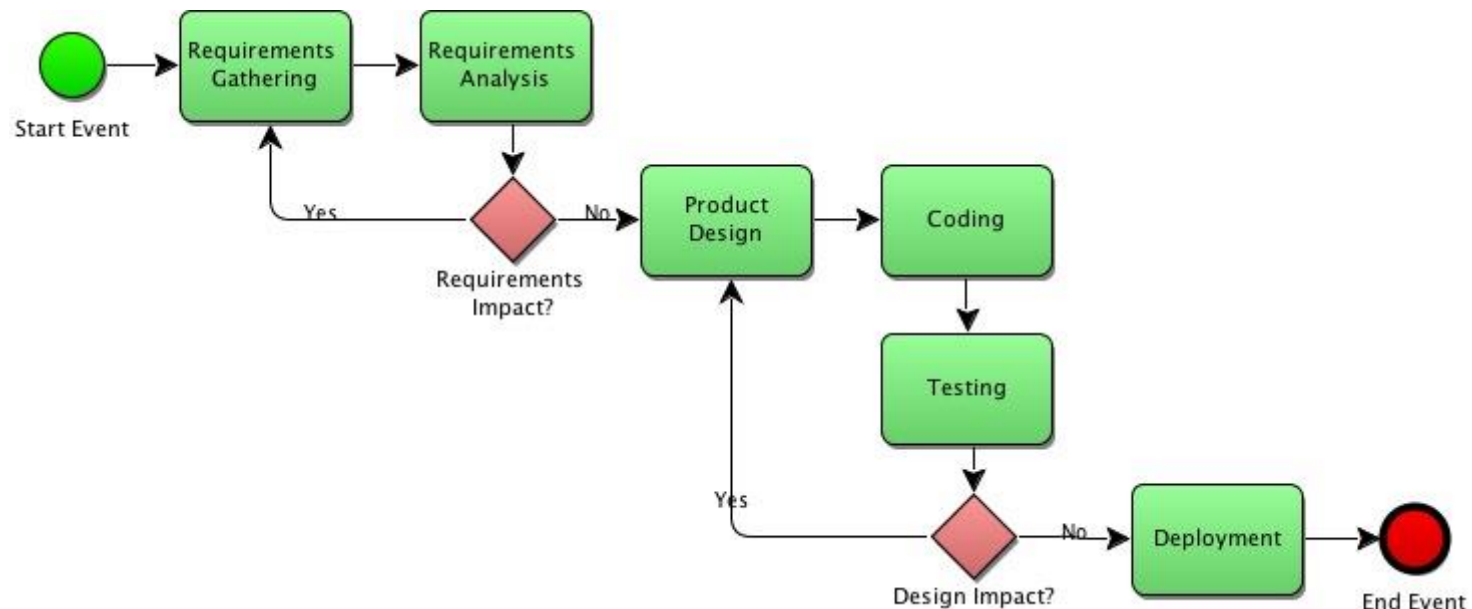 Requirements
Gathering
Requirements
Analysis
Start Event
Yes
No
Requirements
Impact?
Product
Design
Coding
Testing
Yes
No
Design Impact?
Deployment
End Event